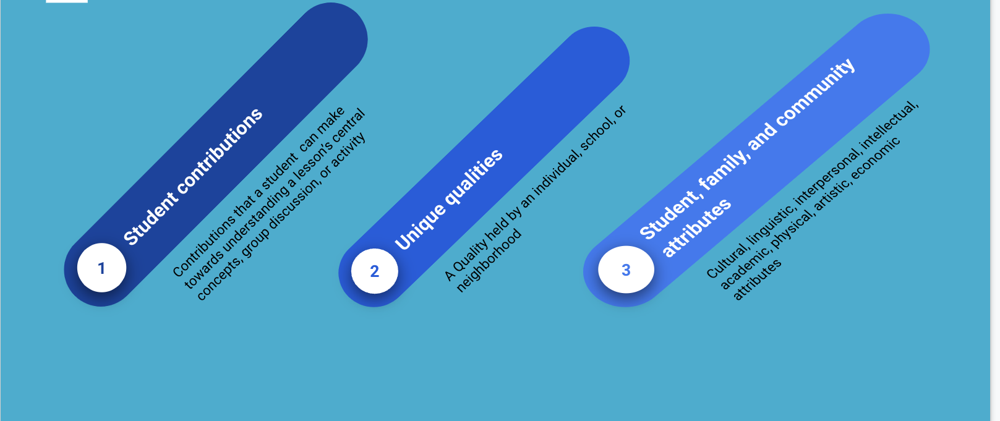 1
Student contributions
Contributions that a student can make
towards understanding a lesson's central
concepts, group discussion, or activity
2
Unique qualities
A Quality held by an individual, school, or
neighborhood
3
Student, family, and community
attributes
Cultural, linguistic, interpersonal, intellectual,
academic, physical, artistic, economic
attributes